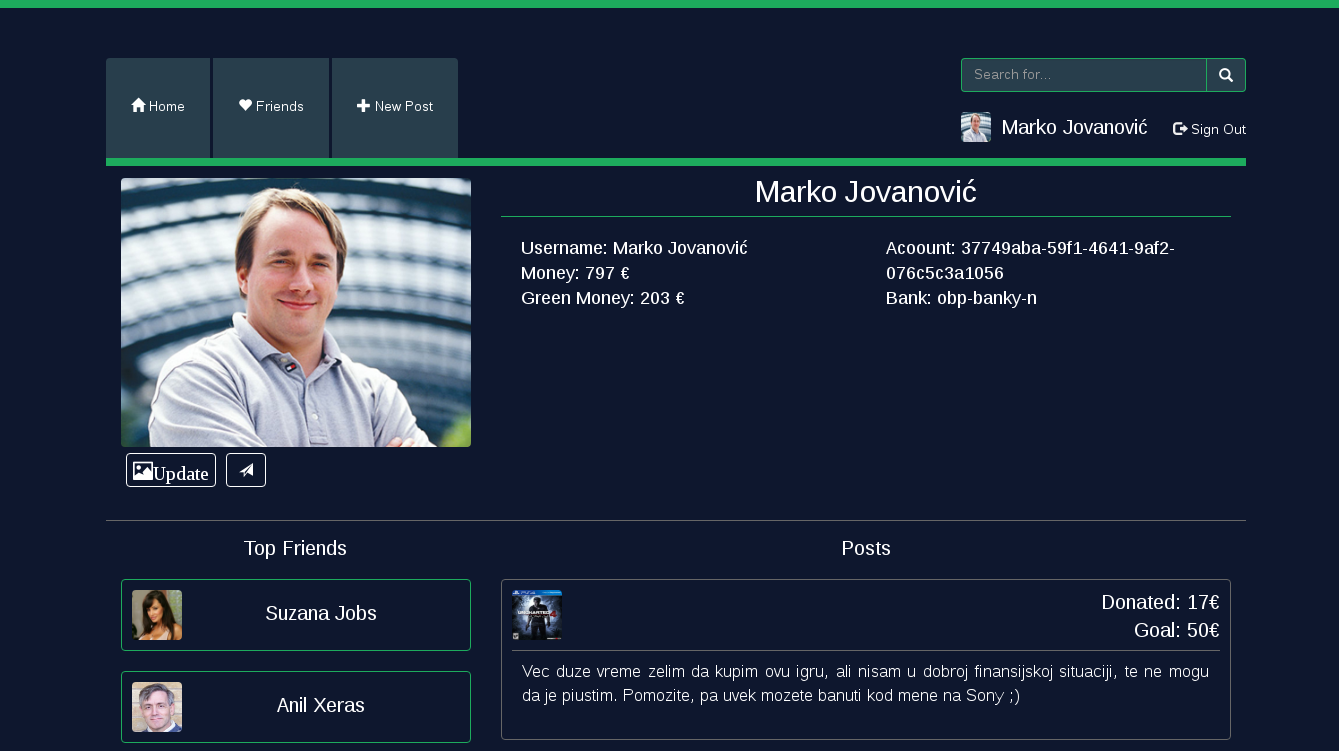 Home
Friends
New Post
Search for...
Marko Jovanović
Sign Out
Marko Jovanović
Username: Marko Jovanović
Money: 797 €
Green Money: 203 €
Acoount: 37749aba-59f1-4641-9af2-
076c5c3a1056
Bank: obp-banky-n
Update
Top Friends
Suzana Jobs
Anil Xeras
Posts
UNCHARTED
Donated: 17€
Goal: 50€
Vec duze vreme zelim da kupim ovu igru, ali nisam u dobroj finansijskoj situaciji, te ne mogu
da je piustim. Pomozite, pa uvek mozete banuti kod mene na Sony ;)